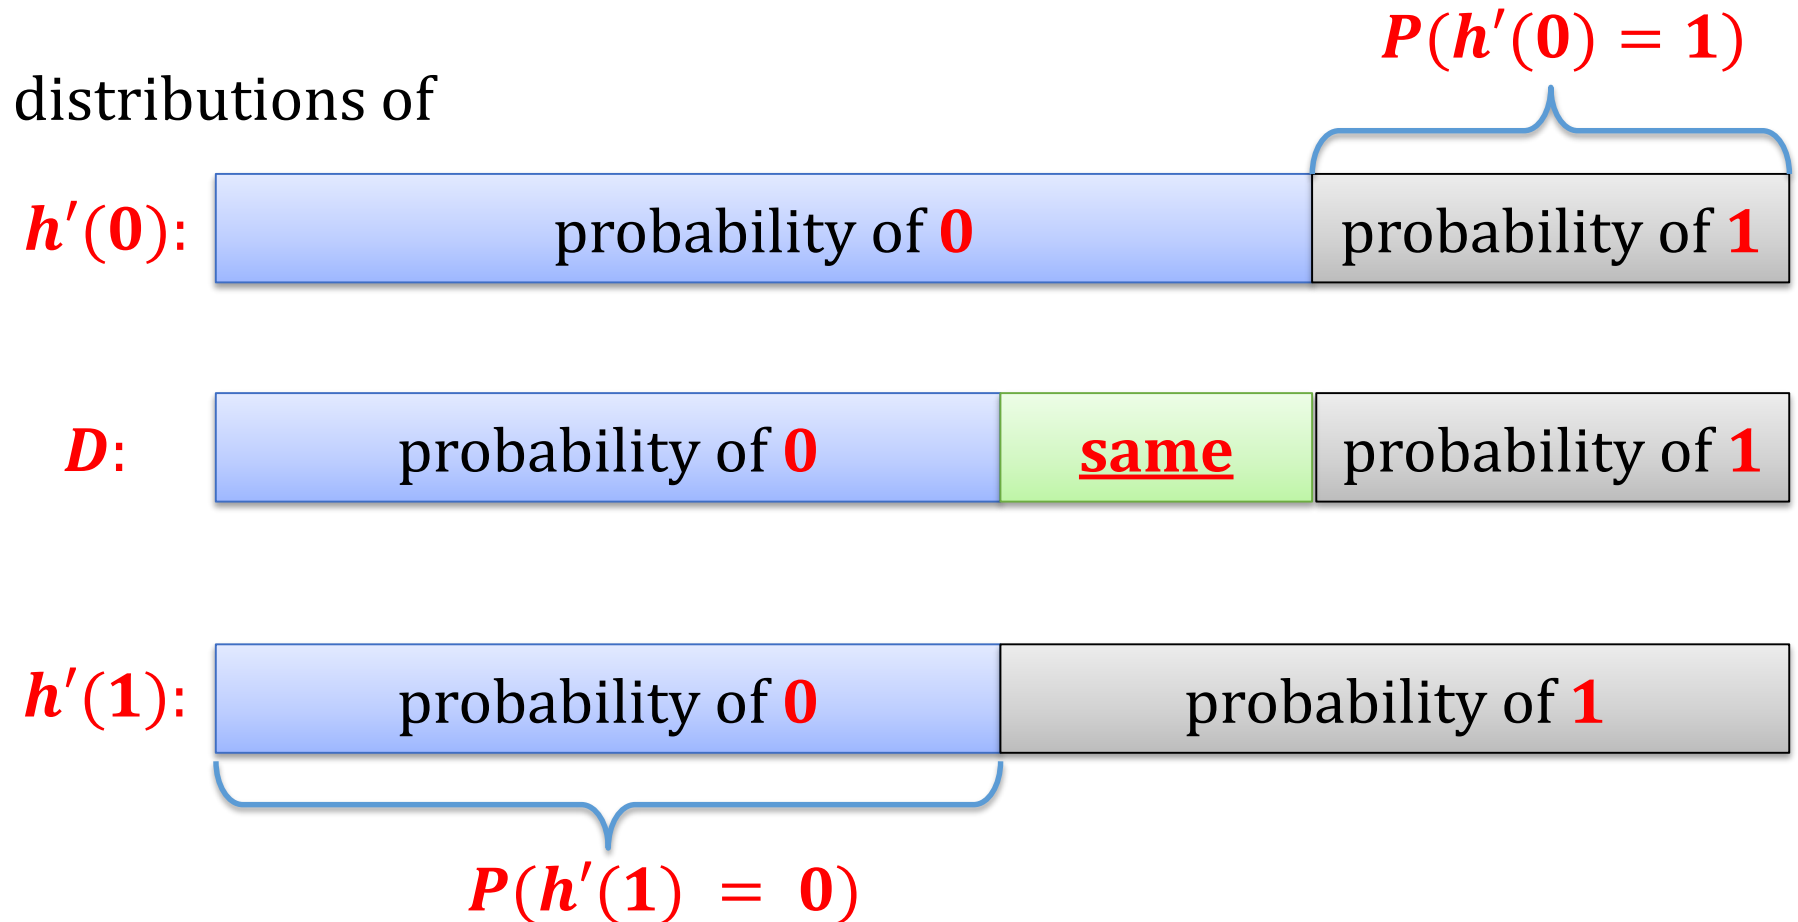 P(h′(0) = 1)
distributions of
h′(0): probability of 0 probability of 1
D: probability of 0 same probability of 1
h′(1): probability of 0 probability of 1
P(h′(1) = 0)